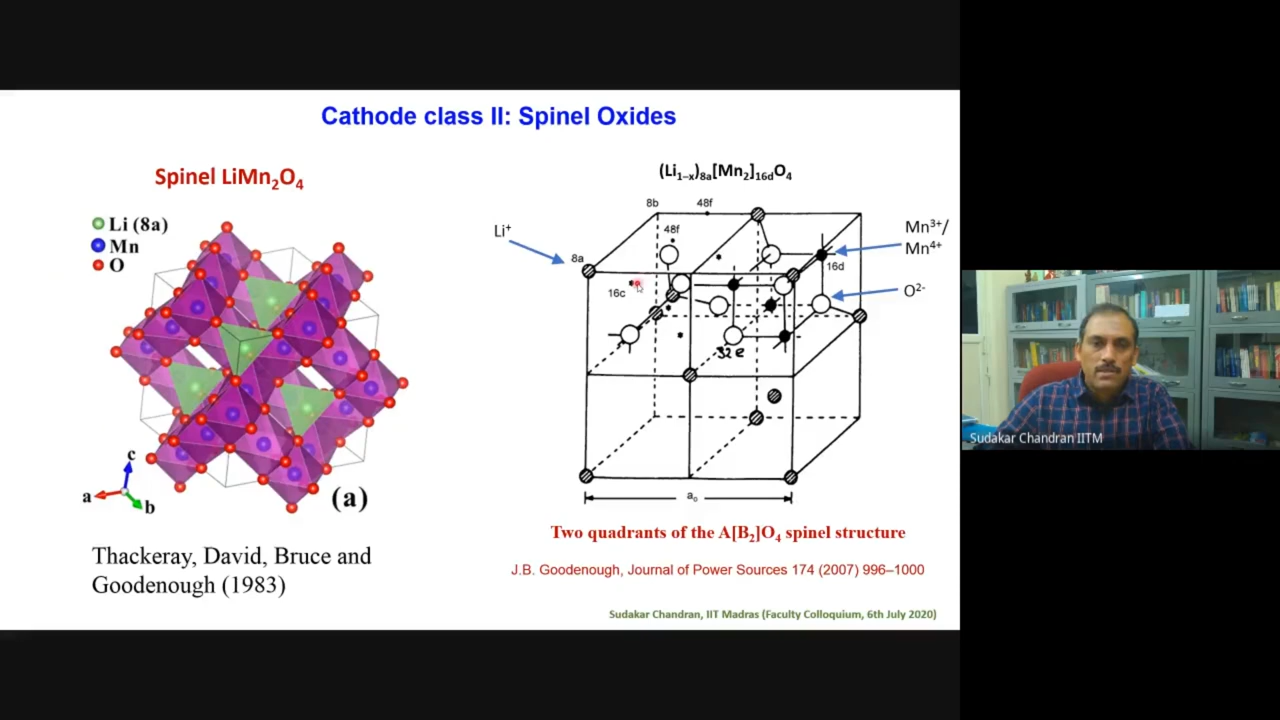 Cathode class II: Spinel Oxides
Spinel LiMn₂O₄
Li (8a)
Mn
O
c
a
b
(a)
Thackeray, David, Bruce and
Goodenough (1983)
(Li₁₋ₓ)₈ₐ[Mn₂]₁₆dO₄
8b
48f
Li⁺
48f
Mn³⁺/
Mn⁴⁺
8a
16d
16c
O²⁻
32e
a₀
Two quadrants of the A[B₂]O₄ spinel structure
J.B. Goodenough, Journal of Power Sources 174 (2007) 996–1000
Sudakar Chandran, IIT Madras (Faculty Colloquium, 6th July 2020)
Sudakar Chandran IITM